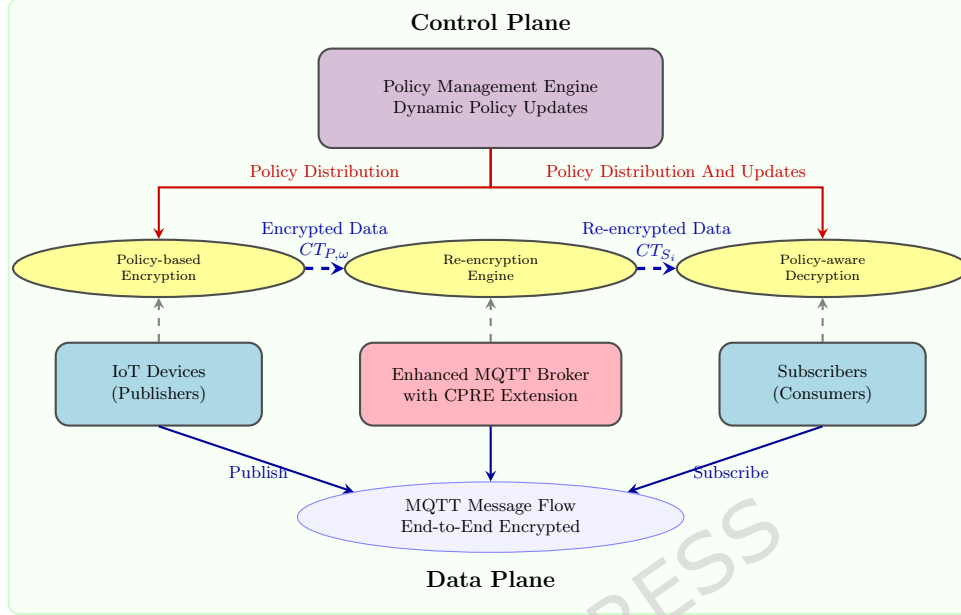 Control Plane
Policy Management Engine
Dynamic Policy Updates
Policy Distribution
Policy Distribution And Updates
Encrypted Data
CT_{P,ω}
Re-encrypted Data
CT_{S_i}
Policy-based
Encryption
Re-encryption
Engine
Policy-aware
Decryption
IoT Devices
(Publishers)
Enhanced MQTT Broker
with CPRE Extension
Subscribers
(Consumers)
Publish
Subscribe
MQTT Message Flow
End-to-End Encrypted
Data Plane